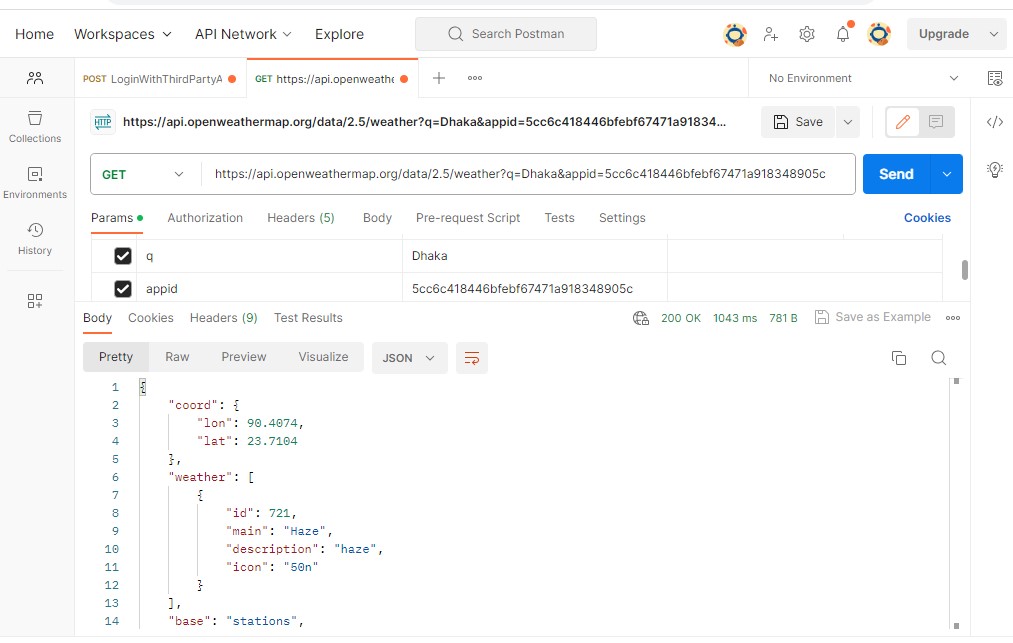 Home Workspaces API Network Explore Search Postman Upgrade
POST LoginWithThirdPartyA GET https://api.openweathe No Environment
HTTP https://api.openweathermap.org/data/2.5/weather?q=Dhaka&appid=5cc6c418446bfebf67471a91834... Save
Collections
Environments
History
GET https://api.openweathermap.org/data/2.5/weather?q=Dhaka&appid=5cc6c418446bfebf67471a918348905c Send
Params Authorization Headers (5) Body Pre-request Script Tests Settings Cookies
q Dhaka
appid 5cc6c418446bfebf67471a918348905c
Body Cookies Headers (9) Test Results 200 OK 1043 ms 781 B Save as Example
Pretty Raw Preview Visualize JSON
1 {
2 "coord": {
3 "lon": 90.4074,
4 "lat": 23.7104
5 },
6 "weather": [
7 {
8 "id": 721,
9 "main": "Haze",
10 "description": "haze",
11 "icon": "50n"
12 }
13 ],
14 "base": "stations",